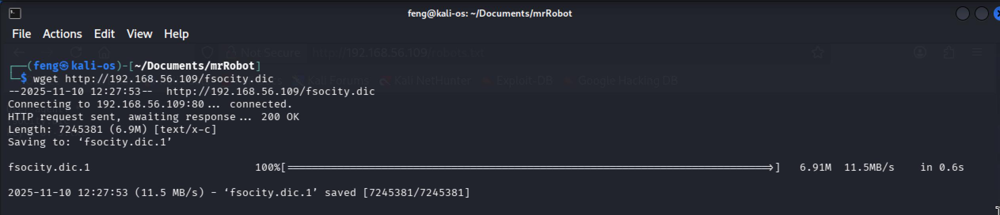 feng@kali-os: ~/Documents/mrRobot
File Actions Edit View Help
Not Secure http://192.168.56.109/robots.txt
┌──(feng㉿kali-os)-[~/Documents/mrRobot]
└─$ wget http://192.168.56.109/fsocity.dic
Kali Forums Kali NetHunter Exploit-DB Google Hacking DB
--2025-11-10 12:27:53--  http://192.168.56.109/fsocity.dic
Connecting to 192.168.56.109:80... connected.
HTTP request sent, awaiting response... 200 OK
Length: 7245381 (6.9M) [text/x-c]
Saving to: ‘fsocity.dic.1’
fsocity.dic.1 100%[===================>] 6.91M 11.5MB/s in 0.6s
2025-11-10 12:27:53 (11.5 MB/s) - ‘fsocity.dic.1’ saved [7245381/7245381]